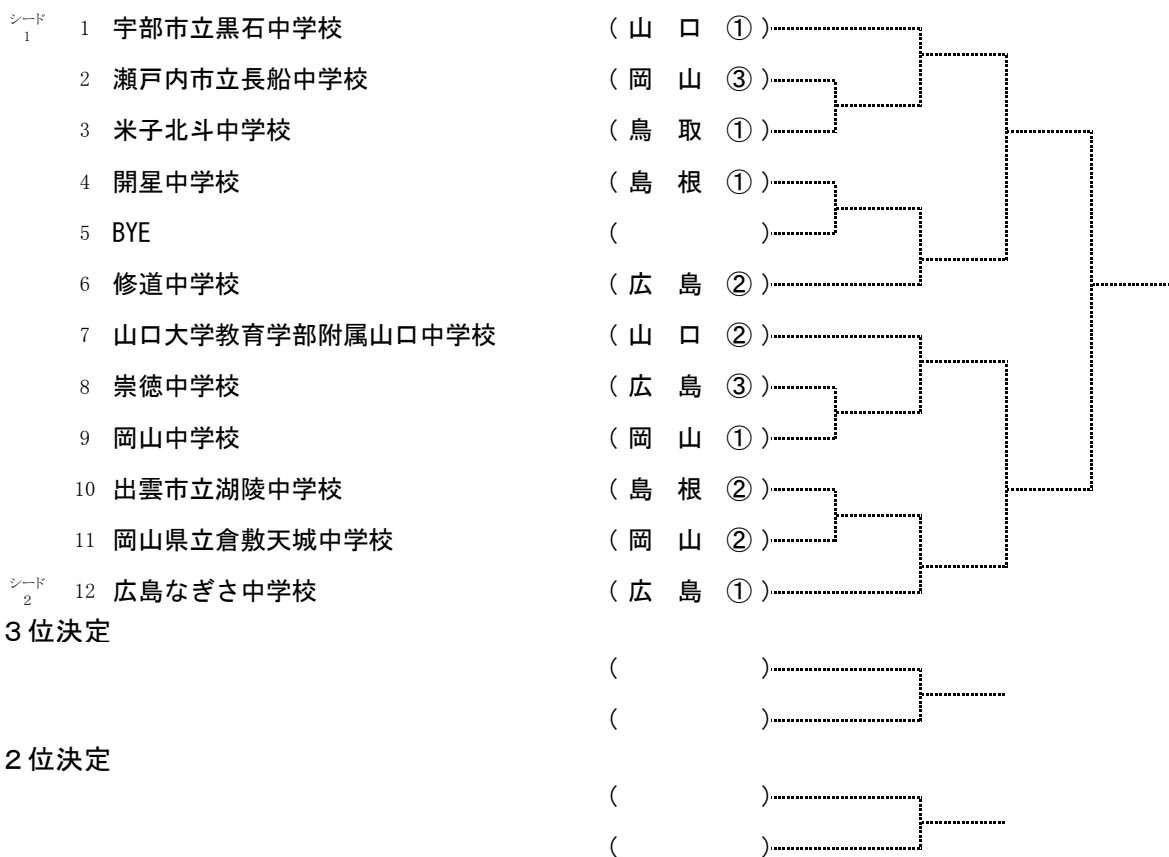 シード1 1 宇部市立黒石中学校 (山口①)
2 瀬戸内市立長船中学校 (岡山③)
3 米子北斗中学校 (鳥取①)
4 開星中学校 (島根①)
5 BYE ( )
6 修道中学校 (広島②)
7 山口大学教育学部附属山口中学校 (山口②)
8 崇徳中学校 (広島③)
9 岡山中学校 (岡山①)
10 出雲市立湖陵中学校 (島根②)
11 岡山県立倉敷天城中学校 (岡山②)
シード2 12 広島なぎさ中学校 (広島①)
3位決定
( )
( )
2位決定
( )
( )